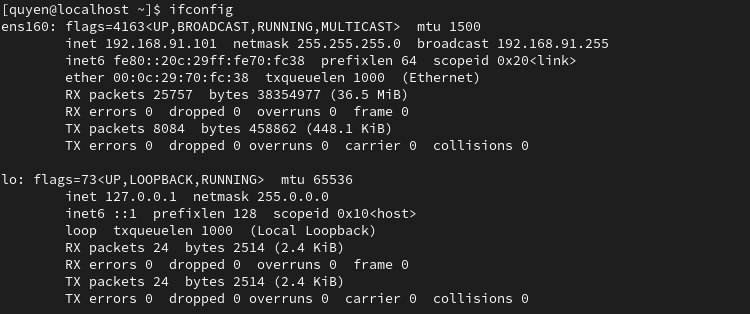 [quyen@localhost ~]$ ifconfig
ens160: flags=4163<UP,BROADCAST,RUNNING,MULTICAST>  mtu 1500
        inet 192.168.91.101  netmask 255.255.255.0  broadcast 192.168.91.255
        inet6 fe80::20c:29ff:fe70:fc38  prefixlen 64  scopeid 0x20<link>
        ether 00:0c:29:70:fc:38  txqueuelen 1000  (Ethernet)
        RX packets 25757  bytes 38354977 (36.5 MiB)
        RX errors 0  dropped 0  overruns 0  frame 0
        TX packets 8084  bytes 458862 (448.1 KiB)
        TX errors 0  dropped 0 overruns 0  carrier 0  collisions 0

lo: flags=73<UP,LOOPBACK,RUNNING>  mtu 65536
        inet 127.0.0.1  netmask 255.0.0.0
        inet6 ::1  prefixlen 128  scopeid 0x10<host>
        loop  txqueuelen 1000  (Local Loopback)
        RX packets 24  bytes 2514 (2.4 KiB)
        RX errors 0  dropped 0  overruns 0  frame 0
        TX packets 24  bytes 2514 (2.4 KiB)
        TX errors 0  dropped 0 overruns 0  carrier 0  collisions 0